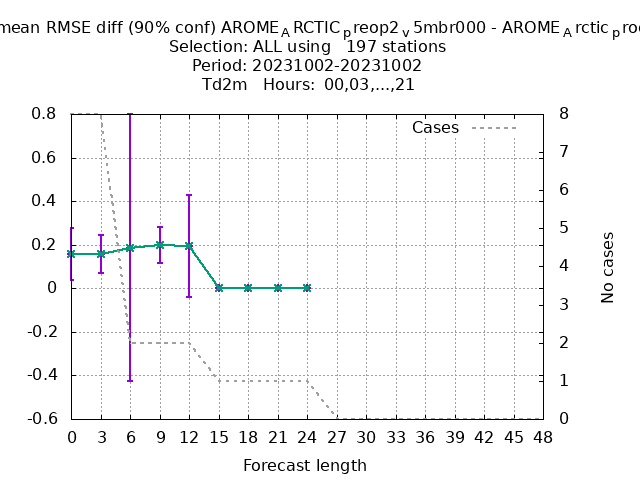 mean RMSE diff (90% conf) AROME_ARCTIC_preop2_v5mbr000 - AROME_Arctic_pro
Selection: ALL using 197 stations
Period: 20231002-20231002
Td2m Hours: 00,03,...,21
Cases
0.8
0.6
0.4
0.2
0
-0.2
-0.4
-0.6
8
7
6
5
4
3
2
1
0
No cases
0 3 6 9 12 15 18 21 24 27 30 33 36 39 42 45 48
Forecast length